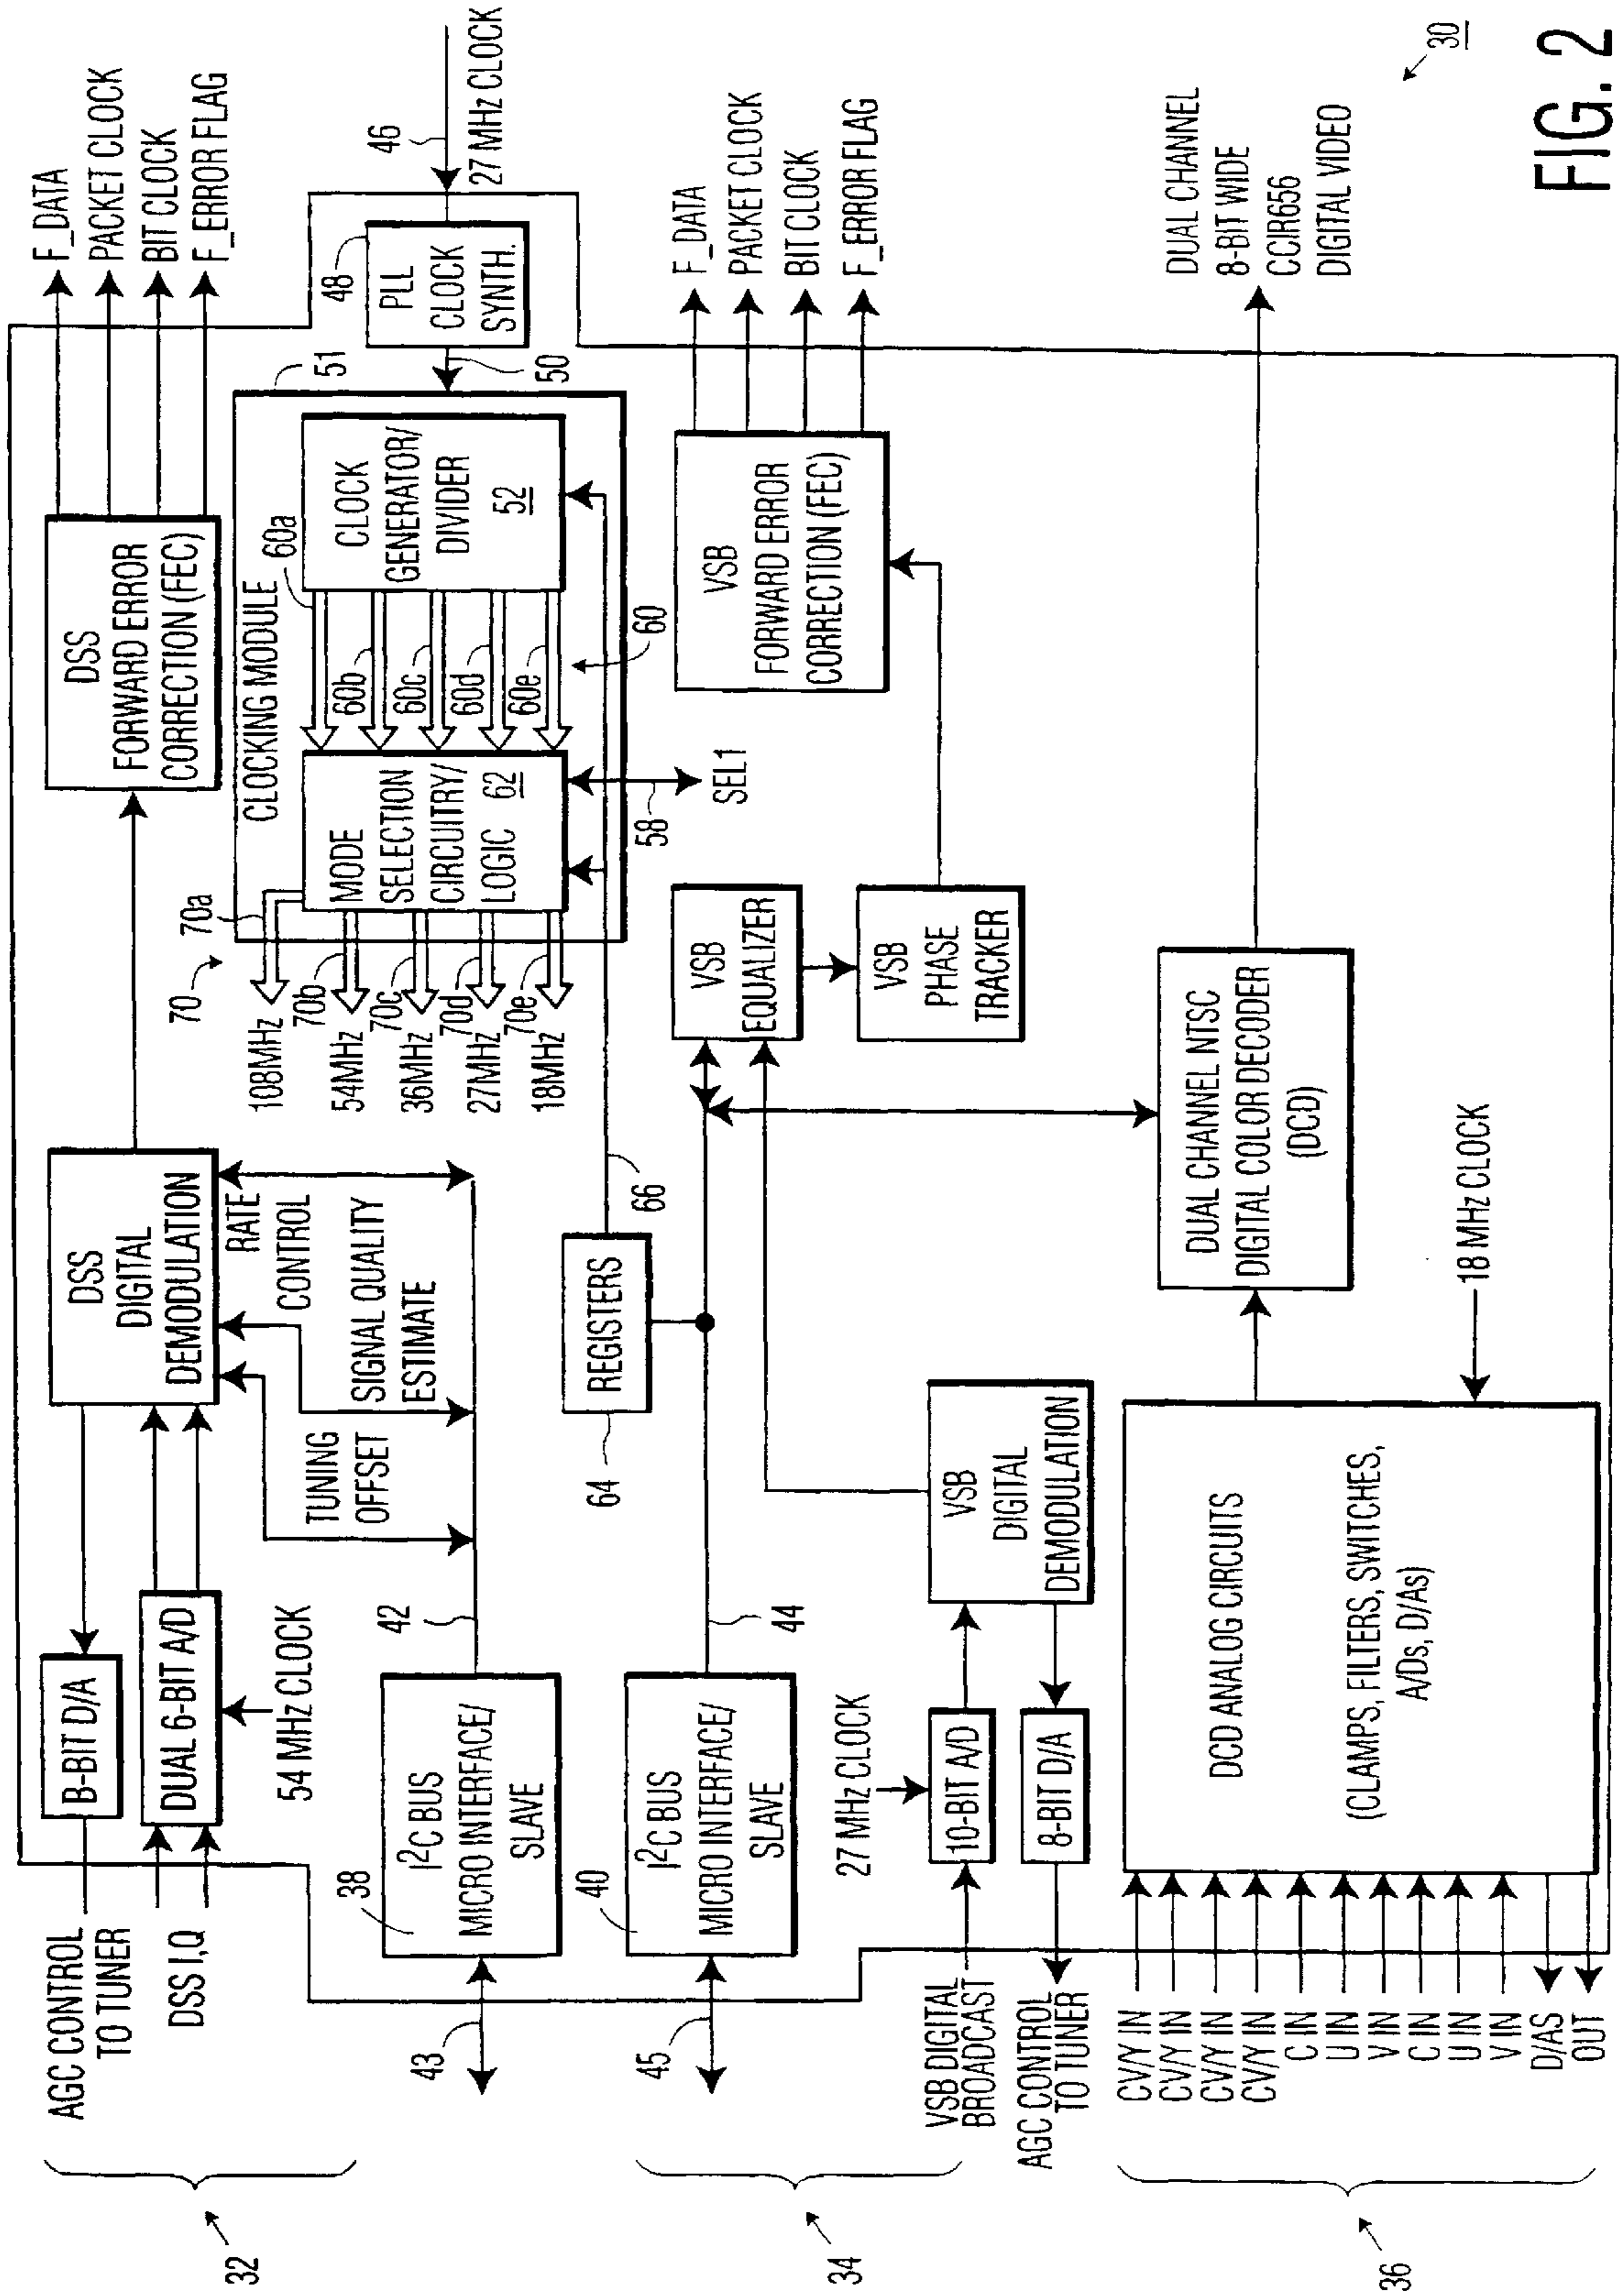 AGC CONTROL
TO TUNER
DSS I,Q
B-BIT D/A
DUAL 6-BIT A/D
54 MHz CLOCK
DSS
DIGITAL
DEMODULATION
TUNING
OFFSET
SIGNAL QUALITY
ESTIMATE
RATE
CONTROL
DSS
FORWARD ERROR
CORRECTION (FEC)
F_DATA
PACKET CLOCK
BIT CLOCK
F_ERROR FLAG
32
43
38
I²C BUS
MICRO INTERFACE/
SLAVE
42
70
70a
108MHz
70b
54MHz
70c
36MHz
70d
27MHz
70e
18MHz
CLOCKING MODULE
51
MODE
SELECTION
CIRCUITRY/
LOGIC 62
60a
60b
60c
60d
60e
60
CLOCK
GENERATOR/
DIVIDER
52
50
48
PLL
CLOCK
SYNTH.
46
27 MHz CLOCK
58
SEL1
66
REGISTERS
64
45
40
I²C BUS
MICRO INTERFACE/
SLAVE
44
34
VSB DIGITAL
BROADCAST
AGC CONTROL
TO TUNER
27 MHz CLOCK
10-BIT A/D
8-BIT D/A
VSB
DIGITAL
DEMODULATION
VSB
EQUALIZER
VSB
PHASE
TRACKER
VSB
FORWARD ERROR
CORRECTION (FEC)
F_DATA
PACKET CLOCK
BIT CLOCK
F_ERROR FLAG
36
CV/Y IN
CV/Y IN
CV/Y IN
CV/Y IN
C IN
U IN
V IN
C IN
U IN
V IN
D/AS
OUT
DCD ANALOG CIRCUITS
(CLAMPS, FILTERS, SWITCHES,
A/Ds, D/As)
18 MHz CLOCK
DUAL CHANNEL NTSC
DIGITAL COLOR DECODER
(DCD)
DUAL CHANNEL
8-BIT WIDE
CCIR656
DIGITAL VIDEO
30
FIG. 2